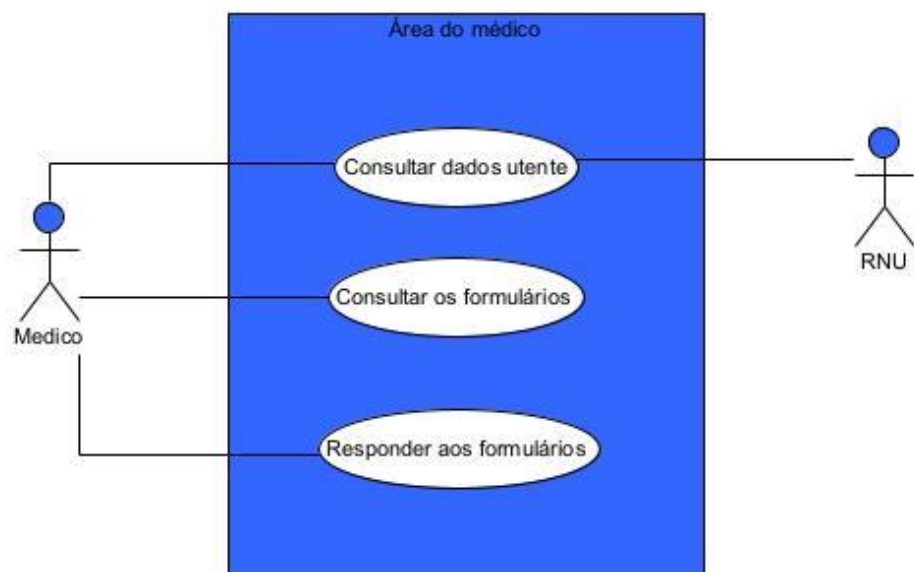 Área do médico
Consultar dados utente
RNU
Consultar os formulários
Medico
Responder aos formulários